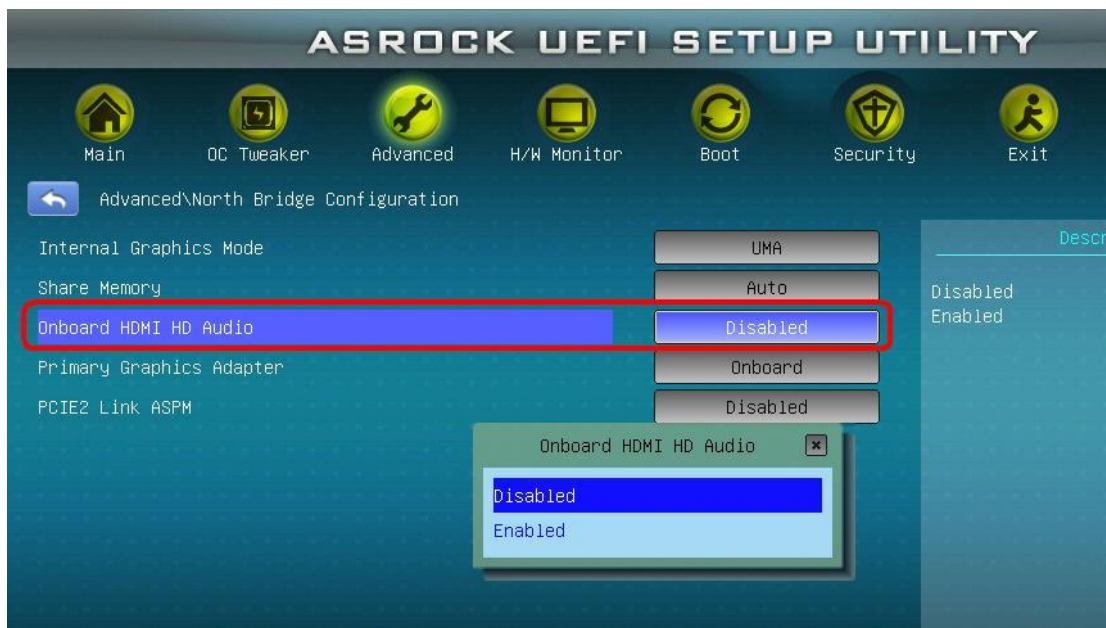 ASROCK UEFI SETUP UTILITY
Main OC Tweaker Advanced H/W Monitor Boot Security Exit
Advanced\North Bridge Configuration
Internal Graphics Mode UMA
Share Memory Auto
Onboard HDMI HD Audio Disabled
Primary Graphics Adapter Onboard
PCIE2 Link ASPM Disabled
Onboard HDMI HD Audio
Disabled
Enabled
Descr
Disabled
Enabled